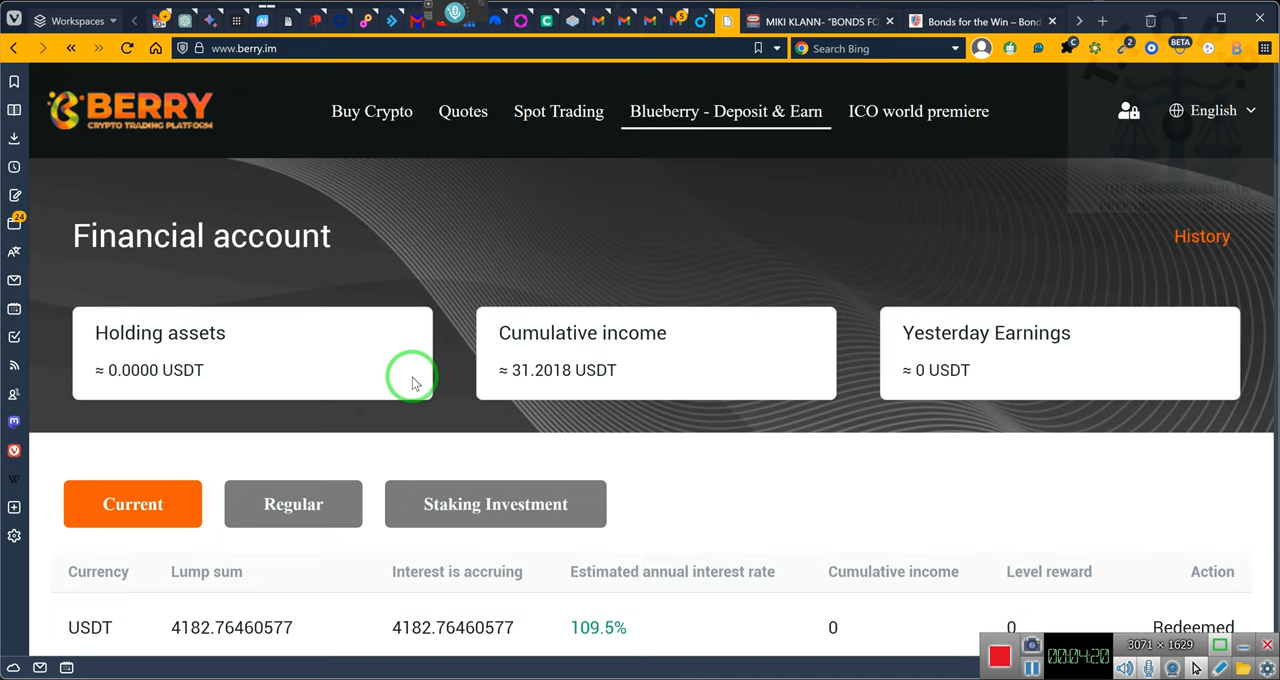 Workspaces
MIKI KLANN- "BONDS FO
Bonds for the Win – Bond
www.berry.im
Search Bing
C
2
BETA
BERRY
CRYPTO TRADING PLATFORM
Buy Crypto
Quotes
Spot Trading
Blueberry - Deposit & Earn
ICO world premiere
English
24
Financial account
History
Holding assets
≈ 0.0000 USDT
Cumulative income
≈ 31.2018 USDT
Yesterday Earnings
≈ 0 USDT
Current
Regular
Staking Investment
Currency Lump sum Interest is accruing Estimated annual interest rate Cumulative income Level reward Action
USDT 4182.76460577 4182.76460577 109.5% 0 0 Redeemed
3071 × 1629
00:04:20